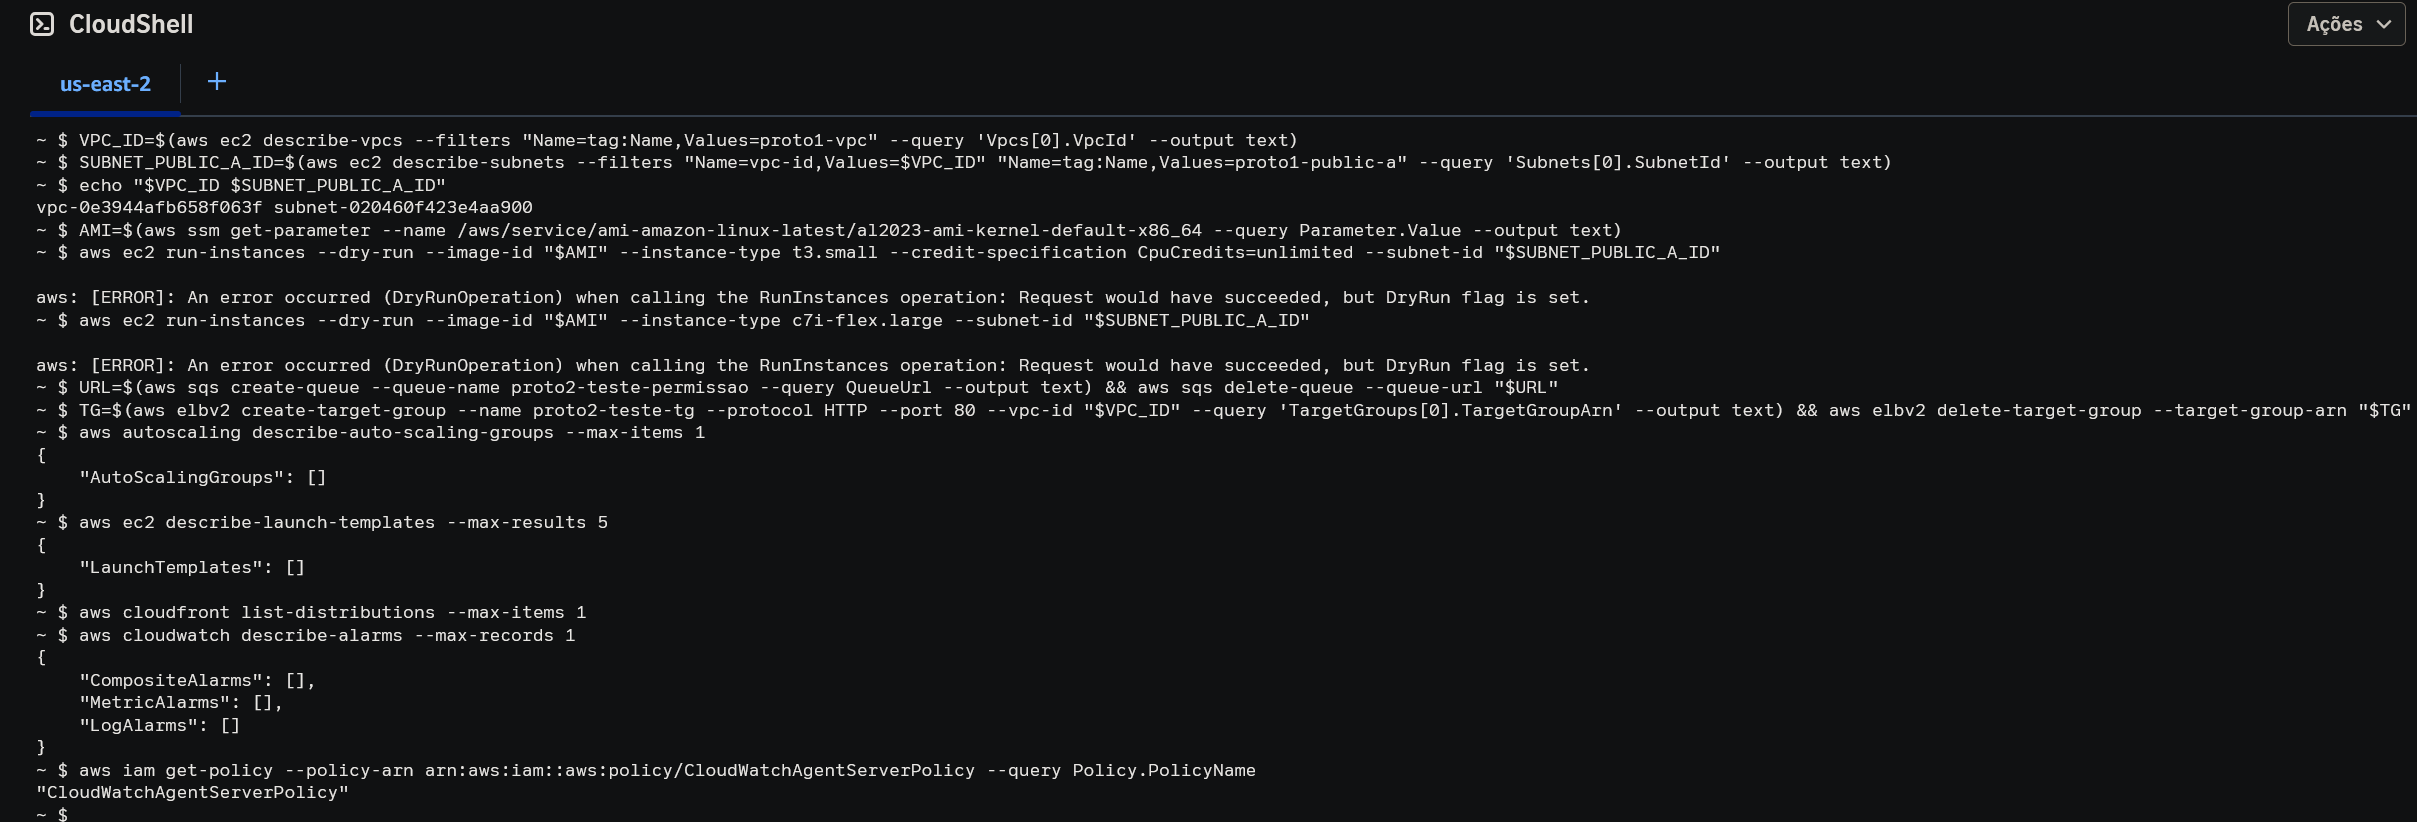 CloudShell
Ações
us-east-2
+
~ $ VPC_ID=$(aws ec2 describe-vpcs --filters "Name=tag:Name,Values=proto1-vpc" --query 'Vpcs[0].VpcId' --output text)
~ $ SUBNET_PUBLIC_A_ID=$(aws ec2 describe-subnets --filters "Name=vpc-id,Values=$VPC_ID" "Name=tag:Name,Values=proto1-public-a" --query 'Subnets[0].SubnetId' --output text)
~ $ echo "$VPC_ID $SUBNET_PUBLIC_A_ID"
vpc-0e3944afb658f063f subnet-020460f423e4aa900
~ $ AMI=$(aws ssm get-parameter --name /aws/service/ami-amazon-linux-latest/al2023-ami-kernel-default-x86_64 --query Parameter.Value --output text)
~ $ aws ec2 run-instances --dry-run --image-id "$AMI" --instance-type t3.small --credit-specification CpuCredits=unlimited --subnet-id "$SUBNET_PUBLIC_A_ID"
aws: [ERROR]: An error occurred (DryRunOperation) when calling the RunInstances operation: Request would have succeeded, but DryRun flag is set.
~ $ aws ec2 run-instances --dry-run --image-id "$AMI" --instance-type c7i-flex.large --subnet-id "$SUBNET_PUBLIC_A_ID"
aws: [ERROR]: An error occurred (DryRunOperation) when calling the RunInstances operation: Request would have succeeded, but DryRun flag is set.
~ $ URL=$(aws sqs create-queue --queue-name proto2-teste-permissao --query QueueUrl --output text) && aws sqs delete-queue --queue-url "$URL"
~ $ TG=$(aws elbv2 create-target-group --name proto2-teste-tg --protocol HTTP --port 80 --vpc-id "$VPC_ID" --query 'TargetGroups[0].TargetGroupArn' --output text) && aws elbv2 delete-target-group --target-group-arn "$TG"
~ $ aws autoscaling describe-auto-scaling-groups --max-items 1
{
    "AutoScalingGroups": []
}
~ $ aws ec2 describe-launch-templates --max-results 5
{
    "LaunchTemplates": []
}
~ $ aws cloudfront list-distributions --max-items 1
~ $ aws cloudwatch describe-alarms --max-records 1
{
    "CompositeAlarms": [],
    "MetricAlarms": [],
    "LogAlarms": []
}
~ $ aws iam get-policy --policy-arn arn:aws:iam::aws:policy/CloudWatchAgentServerPolicy --query Policy.PolicyName
"CloudWatchAgentServerPolicy"
~ $